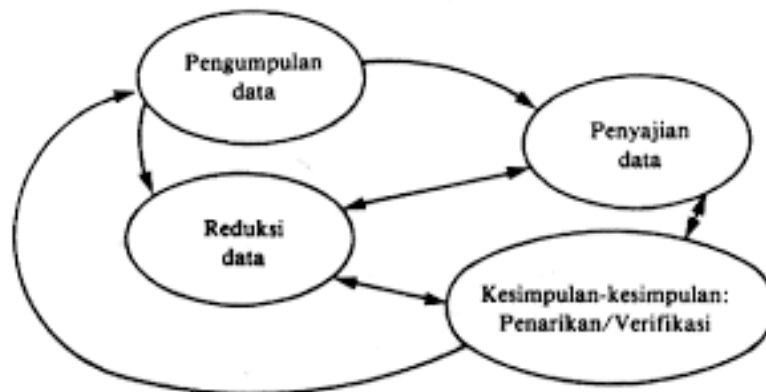 Pengumpulan
data
Penyajian
data
Reduksi
data
Kesimpulan-kesimpulan:
Penarikan/Verifikasi